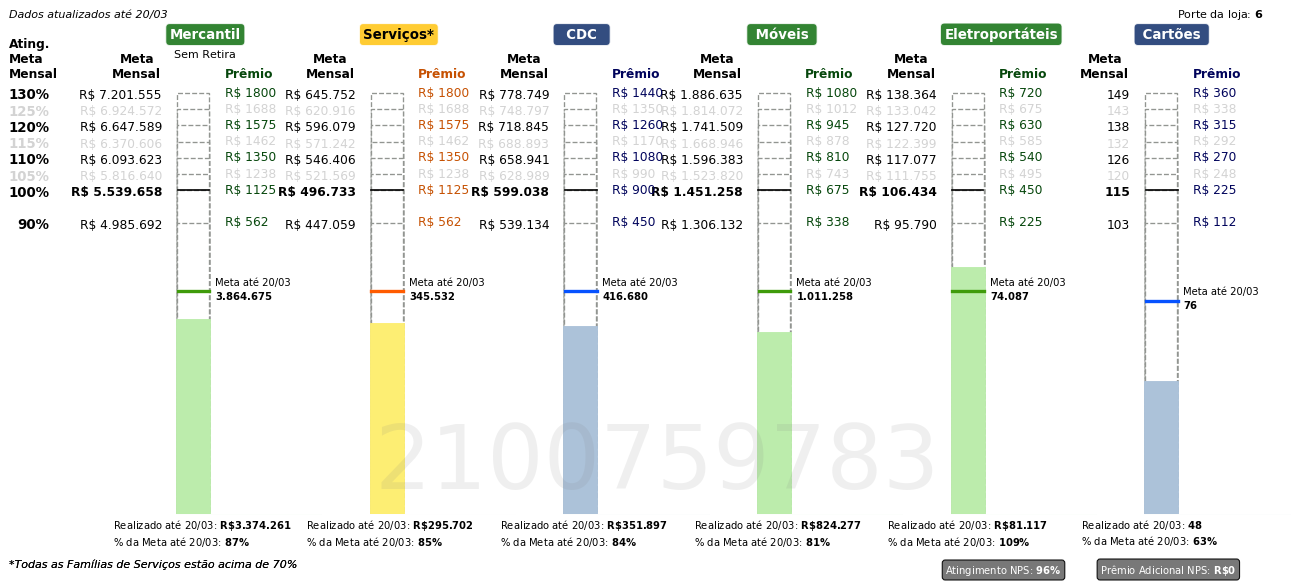 Dados atualizados até 20/03 Porte da loja: 6
Mercantil Serviços* CDC Móveis Eletroportáteis Cartões
Sem Retira
Ating. Meta Mensal Meta Mensal Prêmio Meta Mensal Prêmio Meta Mensal Prêmio Meta Mensal Prêmio Meta Mensal Prêmio Meta Mensal Prêmio
130% R$ 7.201.555 R$ 1800 R$ 645.752 R$ 1800 R$ 778.749 R$ 1440 R$ 1.886.635 R$ 1080 R$ 138.364 R$ 720 149 R$ 360
125% R$ 6.924.572 R$ 1688 R$ 620.916 R$ 1688 R$ 748.797 R$ 1350 R$ 1.814.072 R$ 1012 R$ 133.042 R$ 675 143 R$ 338
120% R$ 6.647.589 R$ 1575 R$ 596.079 R$ 1575 R$ 718.845 R$ 1260 R$ 1.741.509 R$ 945 R$ 127.720 R$ 630 138 R$ 315
115% R$ 6.370.606 R$ 1462 R$ 571.242 R$ 1462 R$ 688.893 R$ 1170 R$ 1.668.946 R$ 878 R$ 122.399 R$ 585 132 R$ 292
110% R$ 6.093.623 R$ 1350 R$ 546.406 R$ 1350 R$ 658.941 R$ 1080 R$ 1.596.383 R$ 810 R$ 117.077 R$ 540 126 R$ 270
105% R$ 5.816.640 R$ 1238 R$ 521.569 R$ 1238 R$ 628.989 R$ 990 R$ 1.523.820 R$ 743 R$ 111.755 R$ 495 120 R$ 248
100% R$ 5.539.658 R$ 1125 R$ 496.733 R$ 1125 R$ 599.038 R$ 900 R$ 1.451.258 R$ 675 R$ 106.434 R$ 450 115 R$ 225
90% R$ 4.985.692 R$ 562 R$ 447.059 R$ 562 R$ 539.134 R$ 450 R$ 1.306.132 R$ 338 R$ 95.790 R$ 225 103 R$ 112
Meta até 20/03 Meta até 20/03 Meta até 20/03 Meta até 20/03 Meta até 20/03 Meta até 20/03
3.864.675 345.532 416.680 1.011.258 74.087 76
2100759783
Realizado até 20/03: R$3.374.261 Realizado até 20/03: R$295.702 Realizado até 20/03: R$351.897 Realizado até 20/03: R$824.277 Realizado até 20/03: R$81.117 Realizado até 20/03: 48
% da Meta até 20/03: 87% % da Meta até 20/03: 85% % da Meta até 20/03: 84% % da Meta até 20/03: 81% % da Meta até 20/03: 109% % da Meta até 20/03: 63%
*Todas as Famílias de Serviços estão acima de 70% Atingimento NPS: 96% Prêmio Adicional NPS: R$0